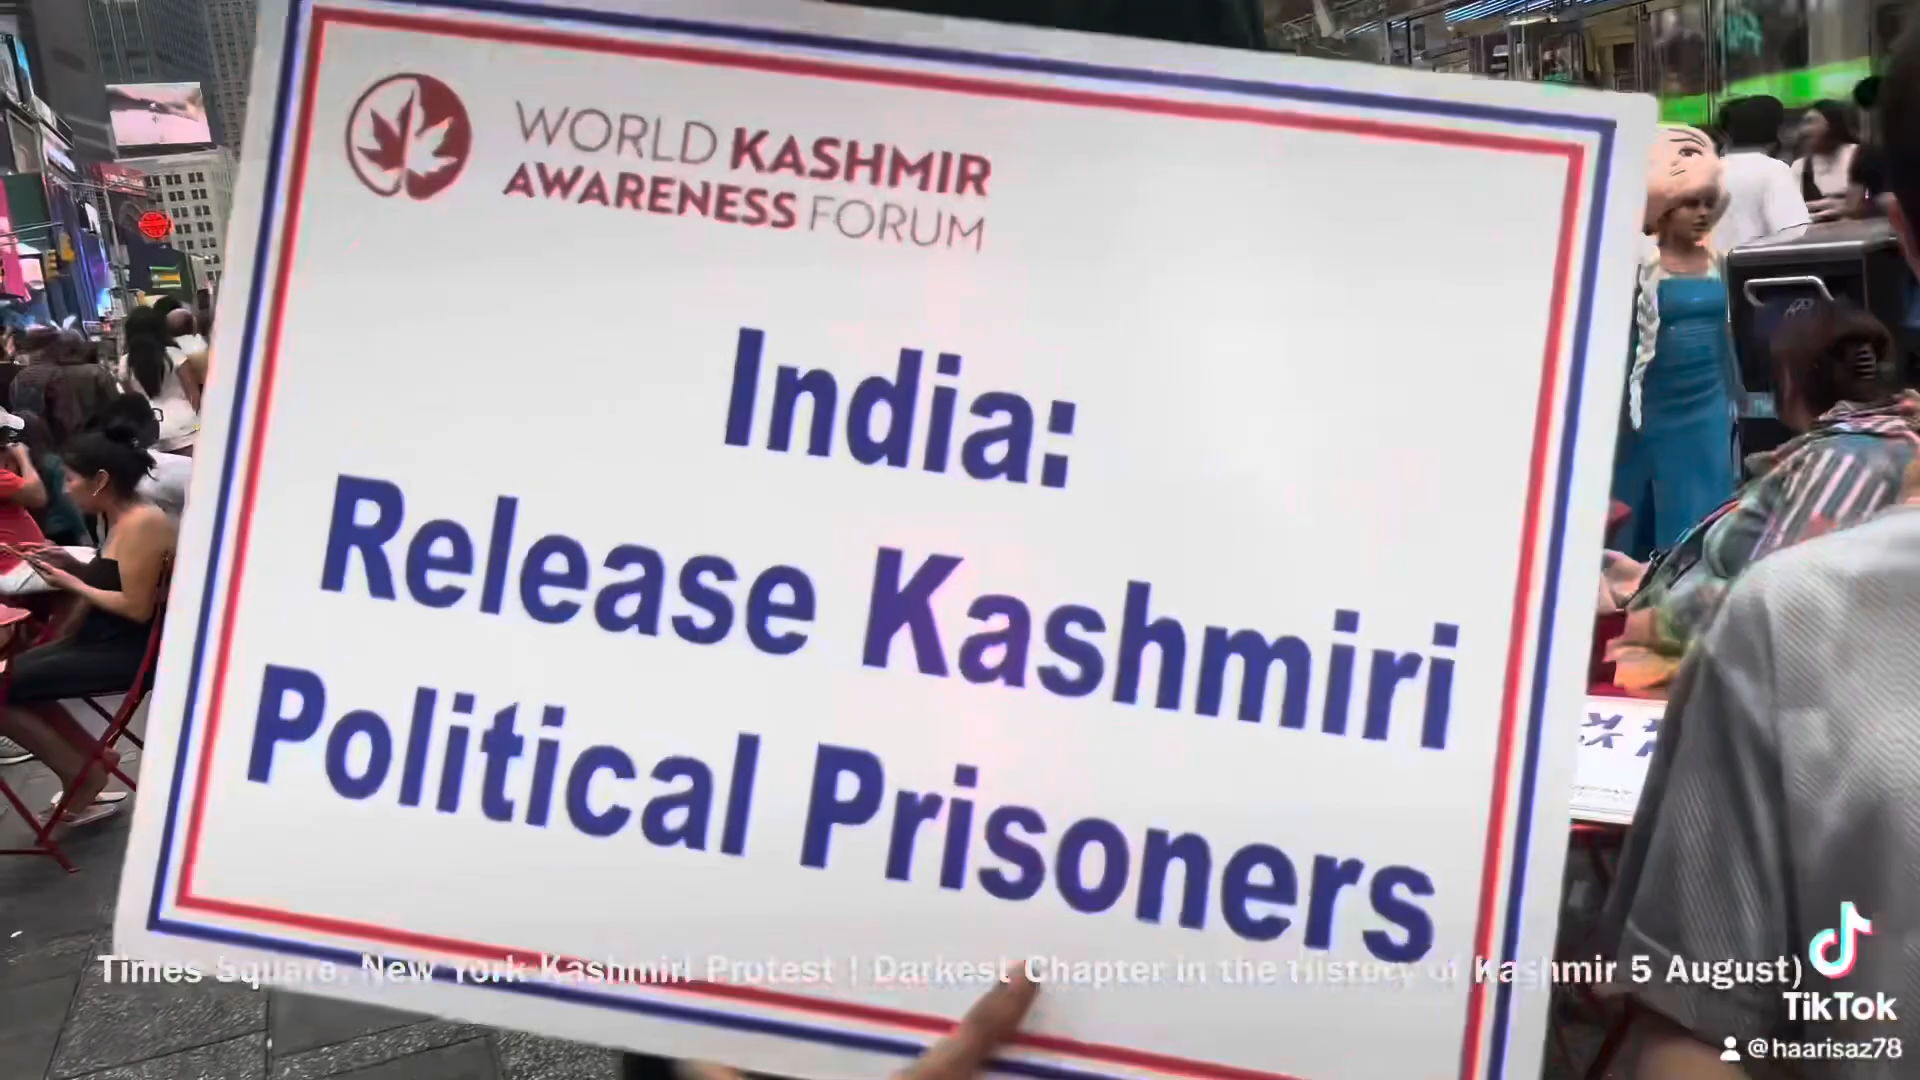 WORLD KASHMIR
AWARENESS FORUM
India:
Release Kashmiri
Political Prisoners
Times Square, New York Kashmiri Protest | Darkest Chapter in the History of Kashmir 5 August)
TikTok
@haarisaz78